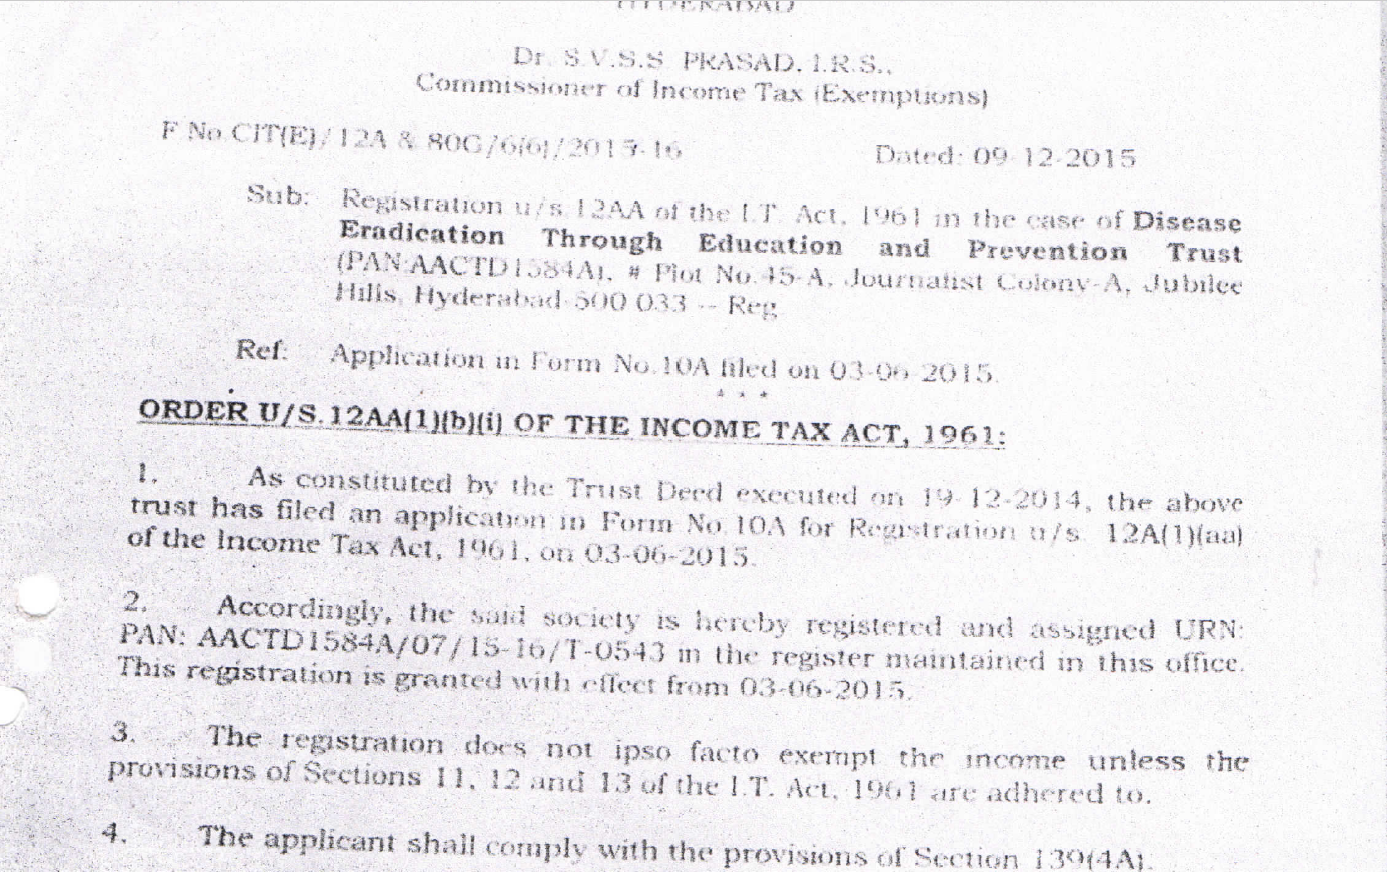 HYDERABAD
Dr. S.V.S.S PRASAD, I.R.S.,
Commissioner of Income Tax (Exemptions)
F No.CIT(E)/12A & 80G/6(6)/2015-16 Dated: 09-12-2015
Sub: Registration u/s.12AA of the I.T. Act, 1961 in the case of Disease
Eradication Through Education and Prevention Trust
(PAN:AACTD1584A), # Plot No.45-A, Journalist Colony-A, Jubilee
Hills, Hyderabad-500 033 -- Reg.
Ref: Application in Form No.10A filed on 03-06-2015.
* * *
ORDER U/S.12AA(1)(b)(i) OF THE INCOME TAX ACT, 1961:
1. As constituted by the Trust Deed executed on 19-12-2014, the above
trust has filed an application in Form No.10A for Registration u/s. 12A(1)(aa)
of the Income Tax Act, 1961, on 03-06-2015.
2. Accordingly, the said society is hereby registered and assigned URN:
PAN: AACTD1584A/07/15-16/T-0543 in the register maintained in this office.
This registration is granted with effect from 03-06-2015.
3. The registration does not ipso facto exempt the income unless the
provisions of Sections 11, 12 and 13 of the I.T. Act, 1961 are adhered to.
4. The applicant shall comply with the provisions of Section 139(4A).